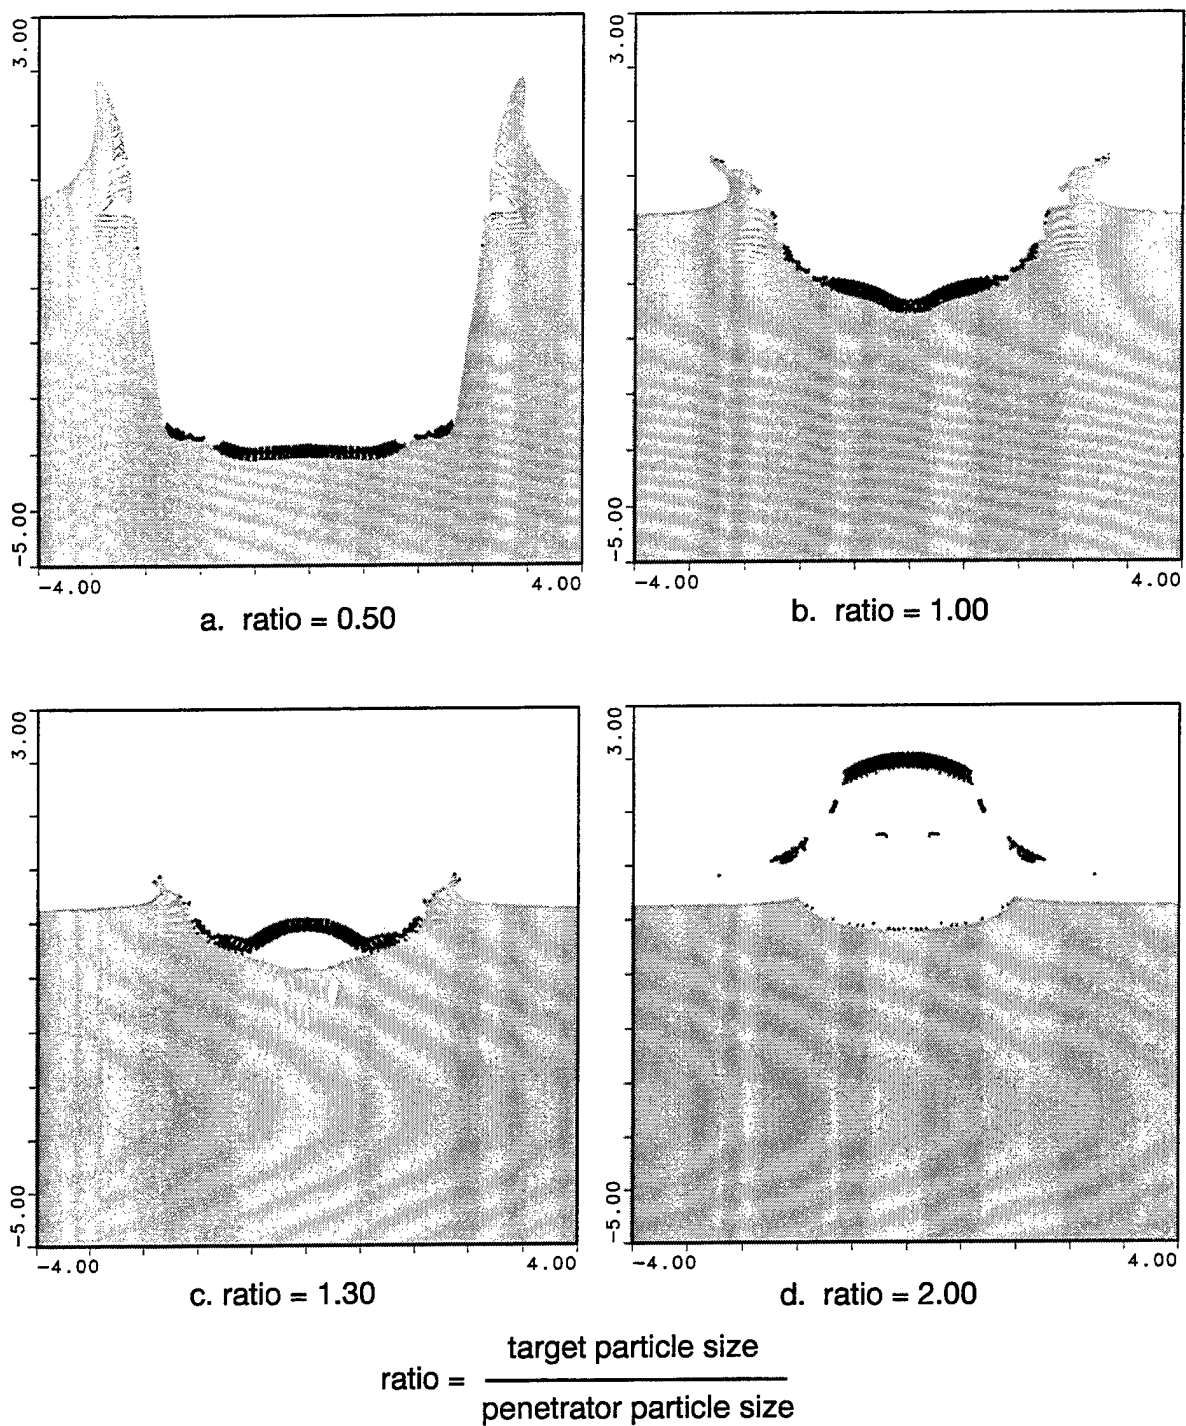 3.00
3.00
-5.00
-5.00
-4.00
4.00
-4.00
4.00
a. ratio = 0.50
b. ratio = 1.00
3.00
3.00
-5.00
-5.00
-4.00
4.00
-4.00
4.00
c. ratio = 1.30
d. ratio = 2.00
target particle size
ratio =
penetrator particle size